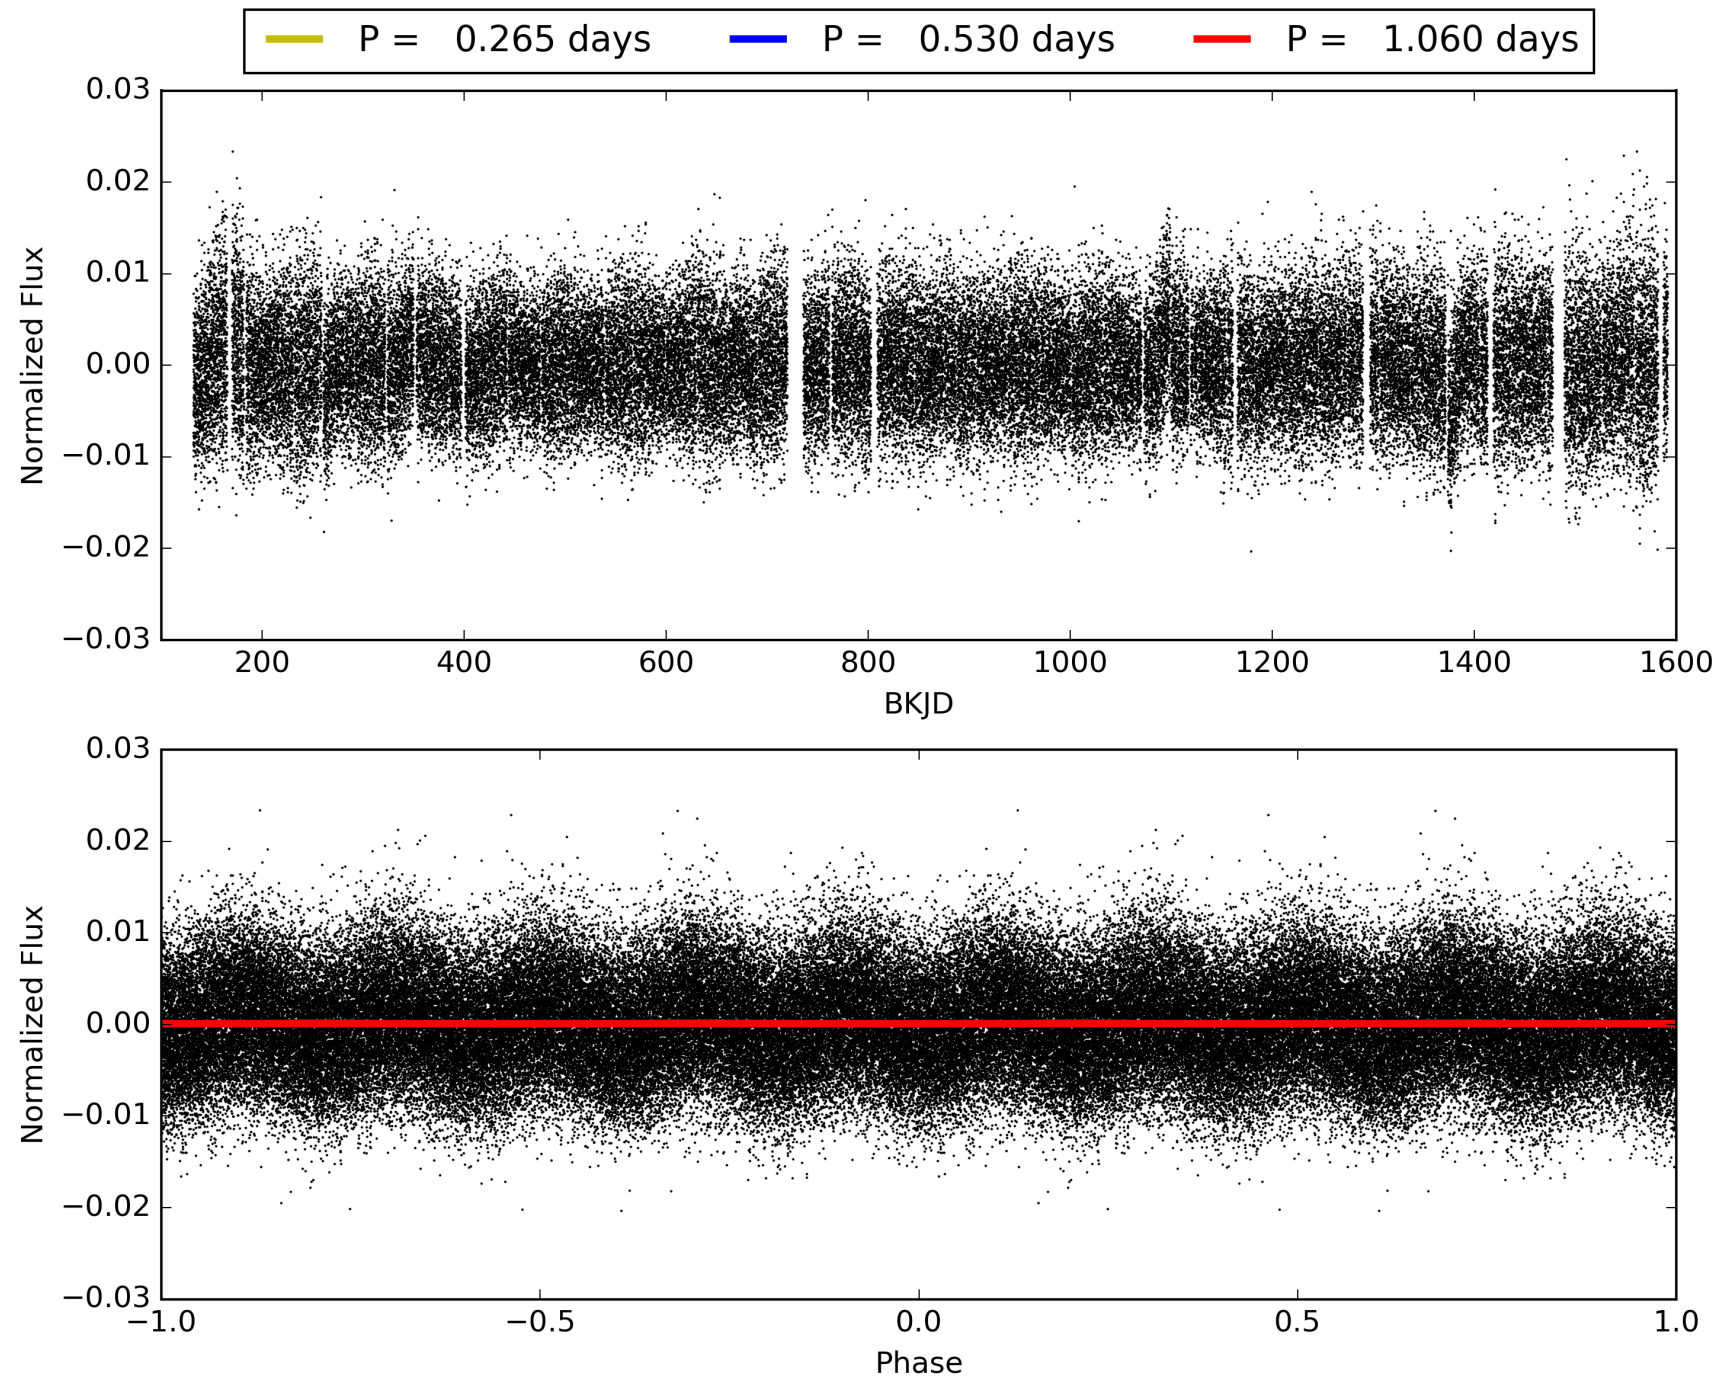 P = 0.265 days P = 0.530 days P = 1.060 days
0.03
0.02
0.01
0.00
−0.01
−0.02
−0.03
Normalized Flux
200 400 600 800 1000 1200 1400 1600
BKJD
0.03
0.02
0.01
0.00
−0.01
−0.02
−0.03
Normalized Flux
−1.0 −0.5 0.0 0.5 1.0
Phase